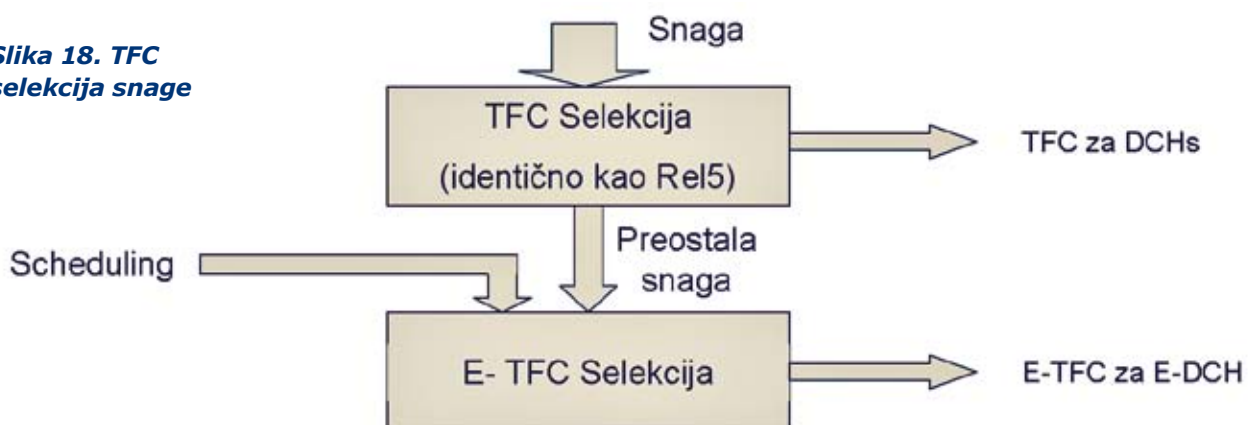 Slika 18. TFC
selekcija snage
Snaga
TFC Selekcija
(identično kao Rel5)
TFC za DCHs
Preostala
snaga
Scheduling
E- TFC Selekcija
E-TFC za E-DCH